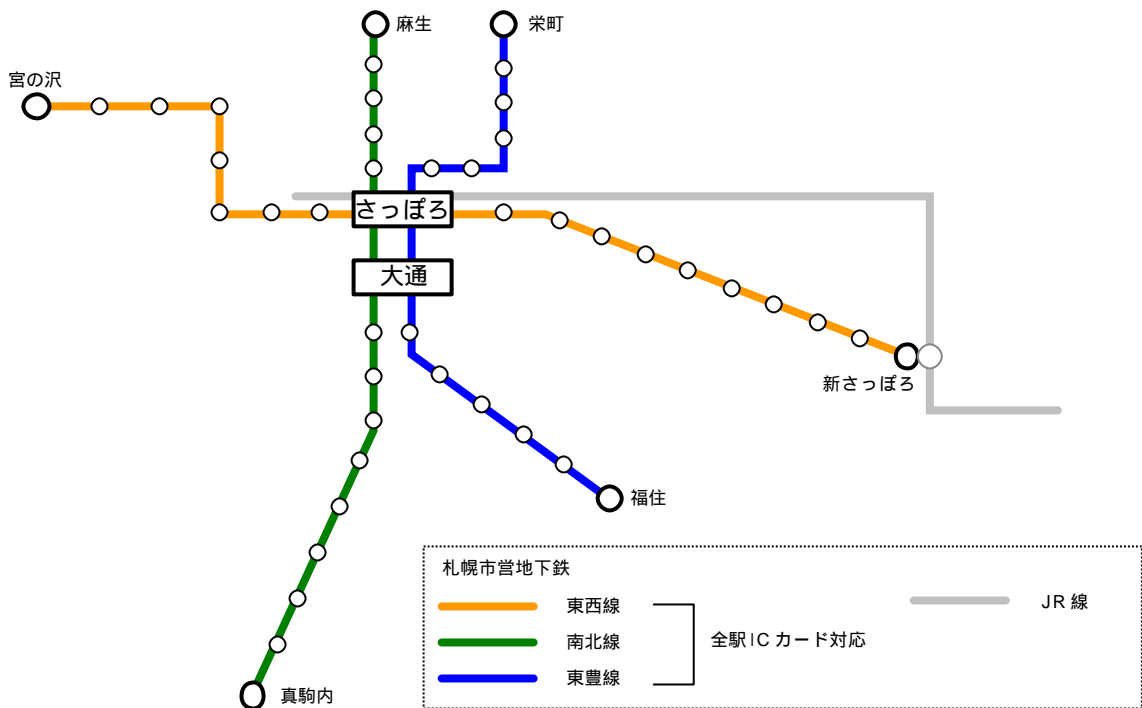 麻生
栄町
宮の沢
さっぽろ
大通
新さっぽろ
福住
真駒内
札幌市営地下鉄
東西線
南北線
東豊線
全駅ICカード対応
JR線